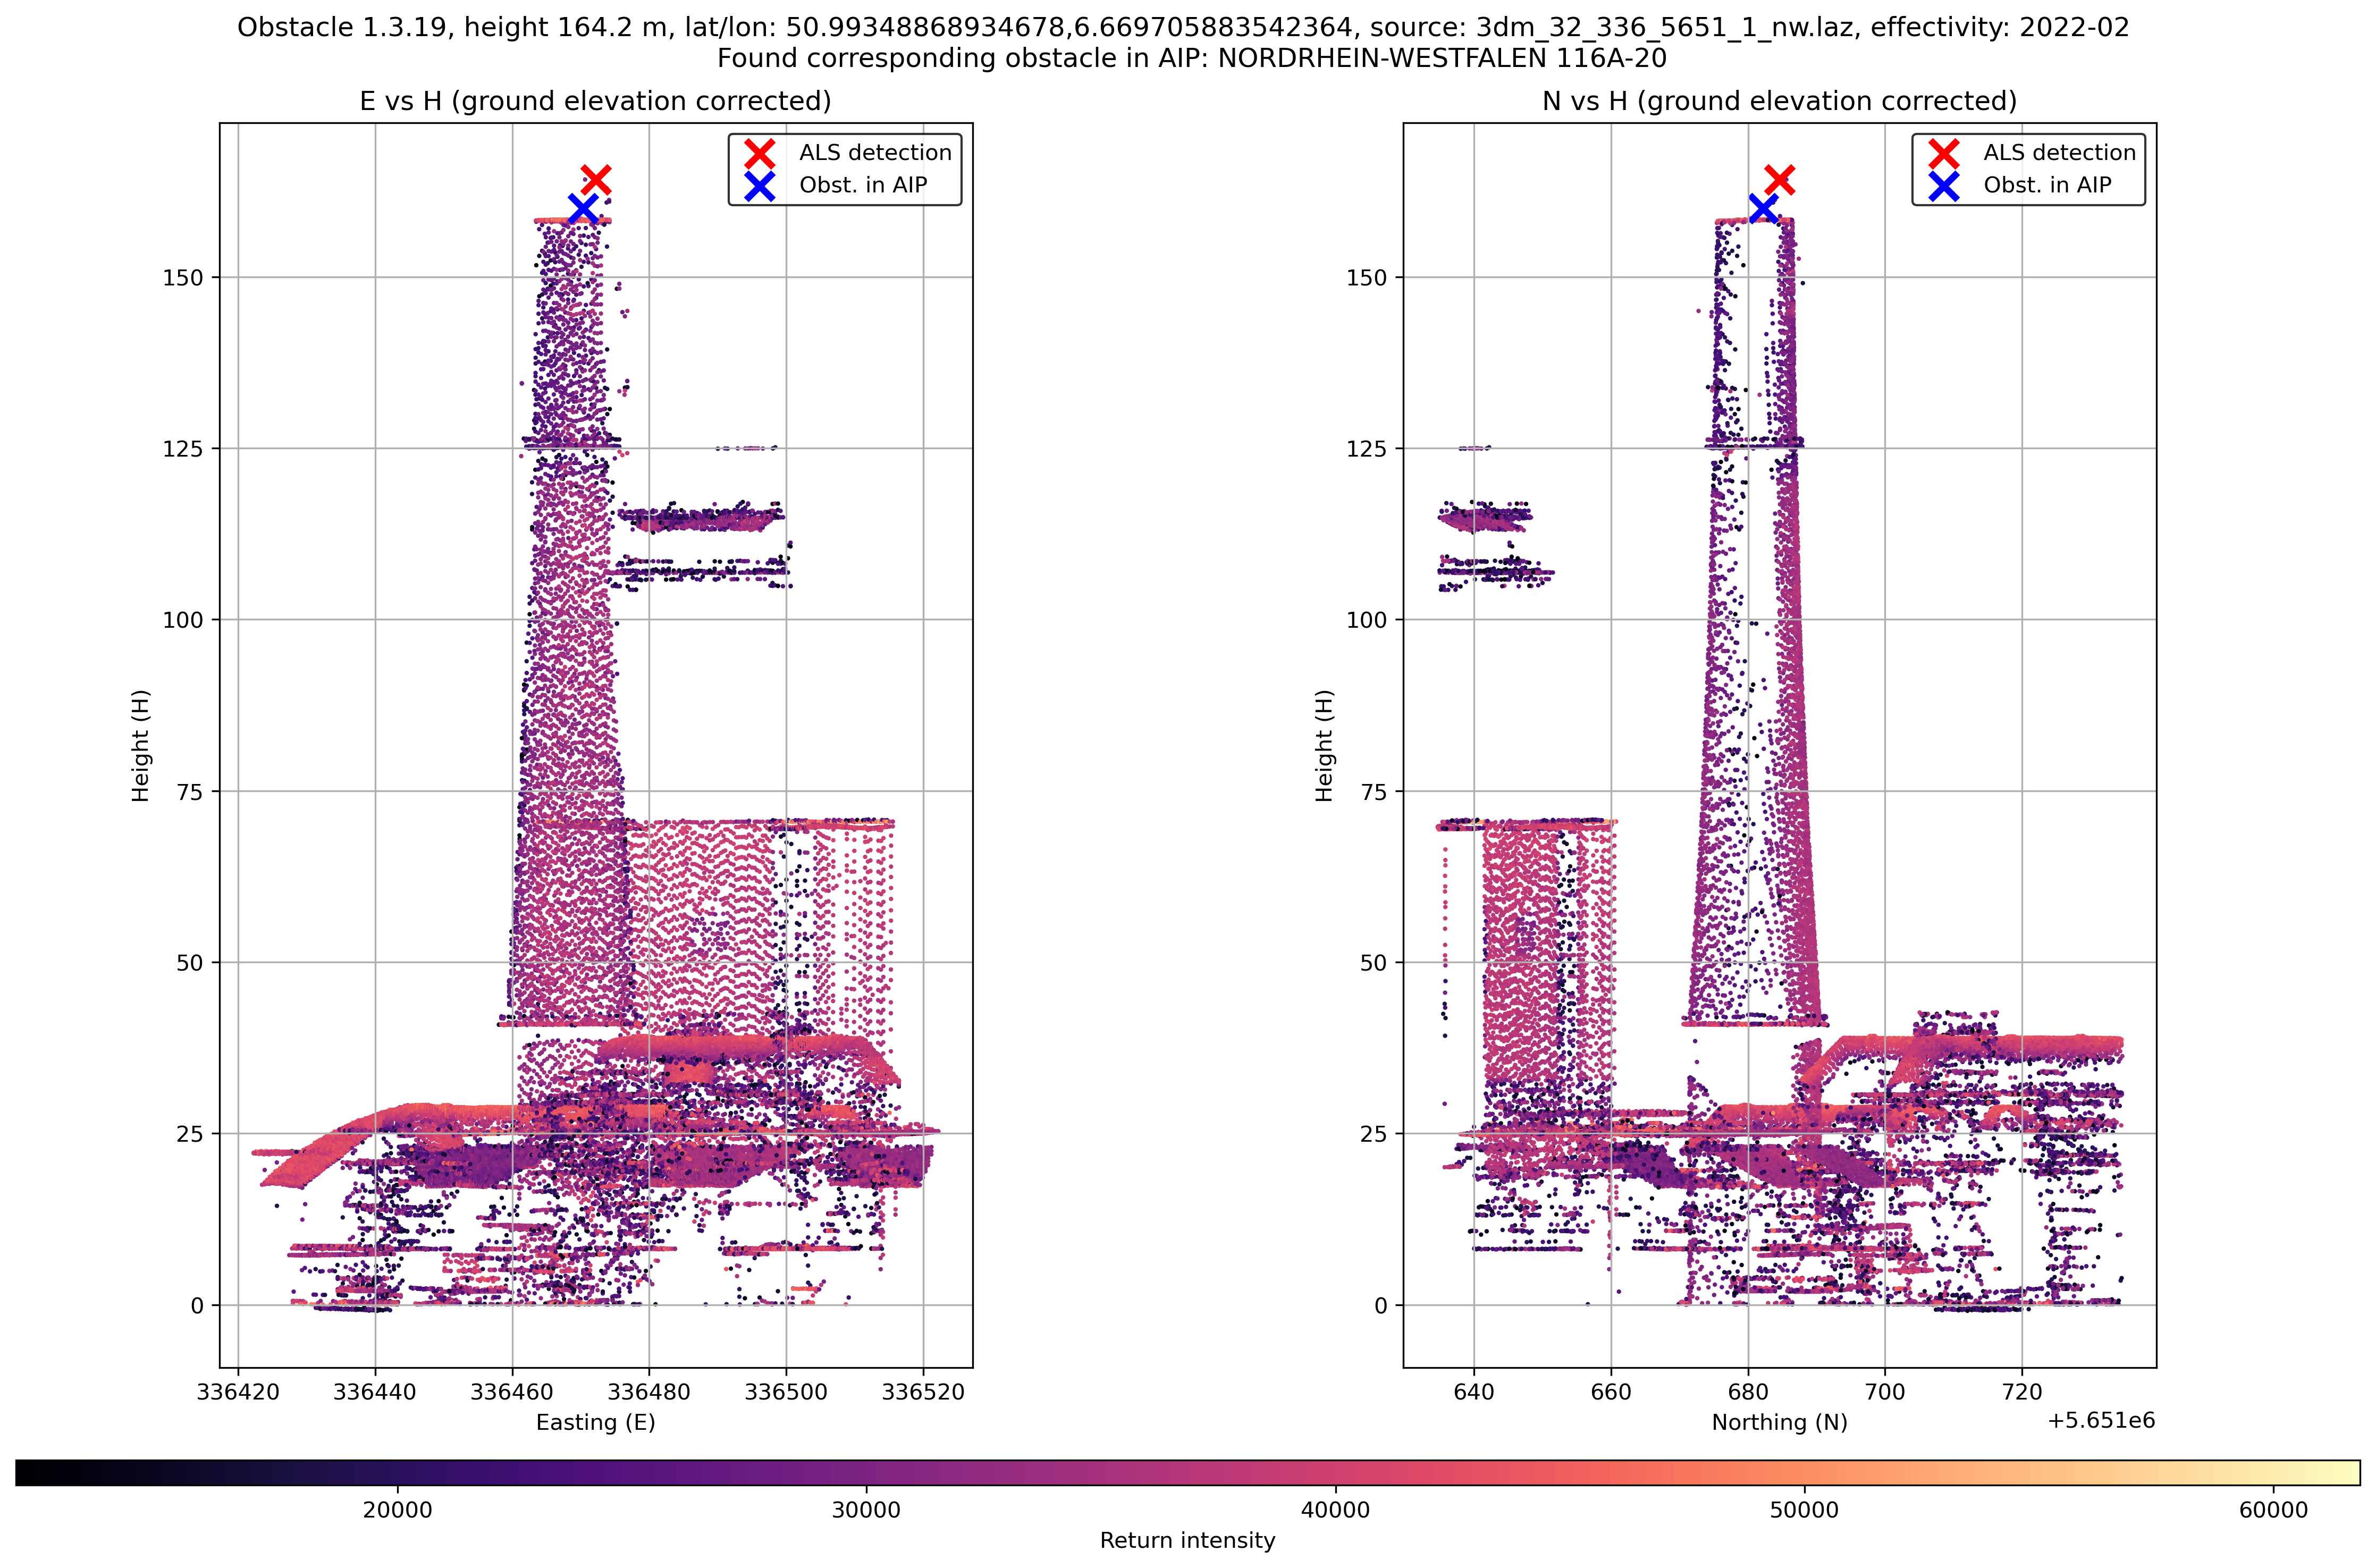 Obstacle 1.3.19, height 164.2 m, lat/lon: 50.99348868934678,6.669705883542364, source: 3dm_32_336_5651_1_nw.laz, effectivity: 2022-02
Found corresponding obstacle in AIP: NORDRHEIN-WESTFALEN 116A-20
E vs H (ground elevation corrected)
ALS detection
Obst. in AIP
150
125
100
75
50
25
0
Height (H)
336420 336440 336460 336480 336500 336520
Easting (E)
N vs H (ground elevation corrected)
ALS detection
Obst. in AIP
150
125
100
75
50
25
0
Height (H)
640 660 680 700 720
+5.651e6
Northing (N)
20000 30000 40000 50000 60000
Return intensity